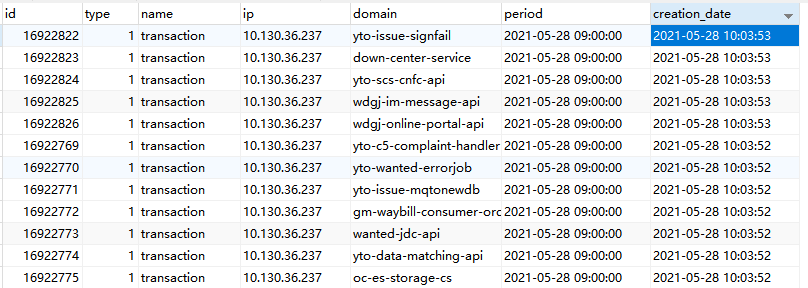 id type name ip domain period creation_date
16922822 1 transaction 10.130.36.237 yto-issue-signfail 2021-05-28 09:00:00 2021-05-28 10:03:53
16922823 1 transaction 10.130.36.237 down-center-service 2021-05-28 09:00:00 2021-05-28 10:03:53
16922824 1 transaction 10.130.36.237 yto-scs-cnfc-api 2021-05-28 09:00:00 2021-05-28 10:03:53
16922825 1 transaction 10.130.36.237 wdgj-im-message-api 2021-05-28 09:00:00 2021-05-28 10:03:53
16922826 1 transaction 10.130.36.237 wdgj-online-portal-api 2021-05-28 09:00:00 2021-05-28 10:03:53
16922769 1 transaction 10.130.36.237 yto-c5-complaint-handler 2021-05-28 09:00:00 2021-05-28 10:03:52
16922770 1 transaction 10.130.36.237 yto-wanted-errorjob 2021-05-28 09:00:00 2021-05-28 10:03:52
16922771 1 transaction 10.130.36.237 yto-issue-mqtonewdb 2021-05-28 09:00:00 2021-05-28 10:03:52
16922772 1 transaction 10.130.36.237 gm-waybill-consumer-orc 2021-05-28 09:00:00 2021-05-28 10:03:52
16922773 1 transaction 10.130.36.237 wanted-jdc-api 2021-05-28 09:00:00 2021-05-28 10:03:52
16922774 1 transaction 10.130.36.237 yto-data-matching-api 2021-05-28 09:00:00 2021-05-28 10:03:52
16922775 1 transaction 10.130.36.237 oc-es-storage-cs 2021-05-28 09:00:00 2021-05-28 10:03:52